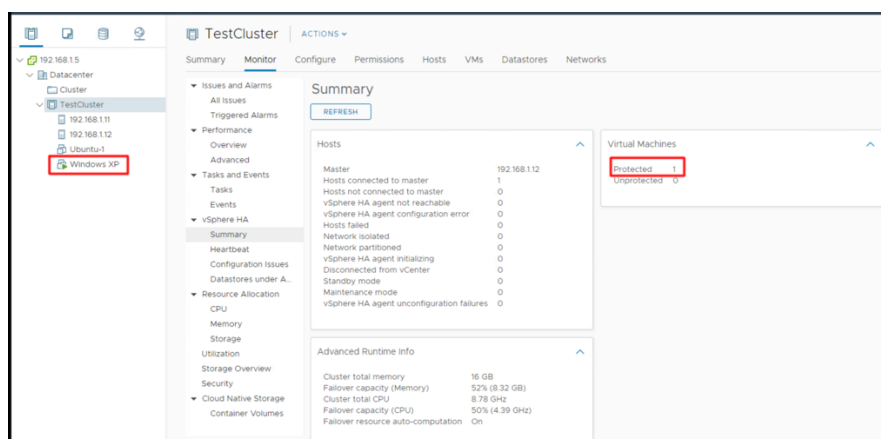 TestCluster
ACTIONS
Summary Monitor Configure Permissions Hosts VMs Datastores Networks
192.168.1.5
Datacenter
Cluster
TestCluster
192.168.1.11
192.168.1.12
Ubuntu-1
Windows XP
Issues and Alarms
All Issues
Triggered Alarms
Performance
Overview
Advanced
Tasks and Events
Tasks
Events
vSphere HA
Summary
Heartbeat
Configuration Issues
Datastores under A...
Resource Allocation
CPU
Memory
Storage
Utilization
Storage Overview
Security
Cloud Native Storage
Container Volumes
Summary
REFRESH
Hosts
Master 192.168.1.12
Hosts connected to master 1
Hosts not connected to master 0
vSphere HA agent not reachable 0
vSphere HA agent configuration error 0
Hosts failed 0
Network isolated 0
Network partitioned 0
vSphere HA agent initializing 0
Disconnected from vCenter 0
Standby mode 0
Maintenance mode 0
vSphere HA agent unconfiguration failures 0
Virtual Machines
Protected 1
Unprotected 0
Advanced Runtime Info
Cluster total memory 16 GB
Failover capacity (Memory) 52% (8.32 GB)
Cluster total CPU 8.78 GHz
Failover capacity (CPU) 50% (4.39 GHz)
Failover resource auto-computation On